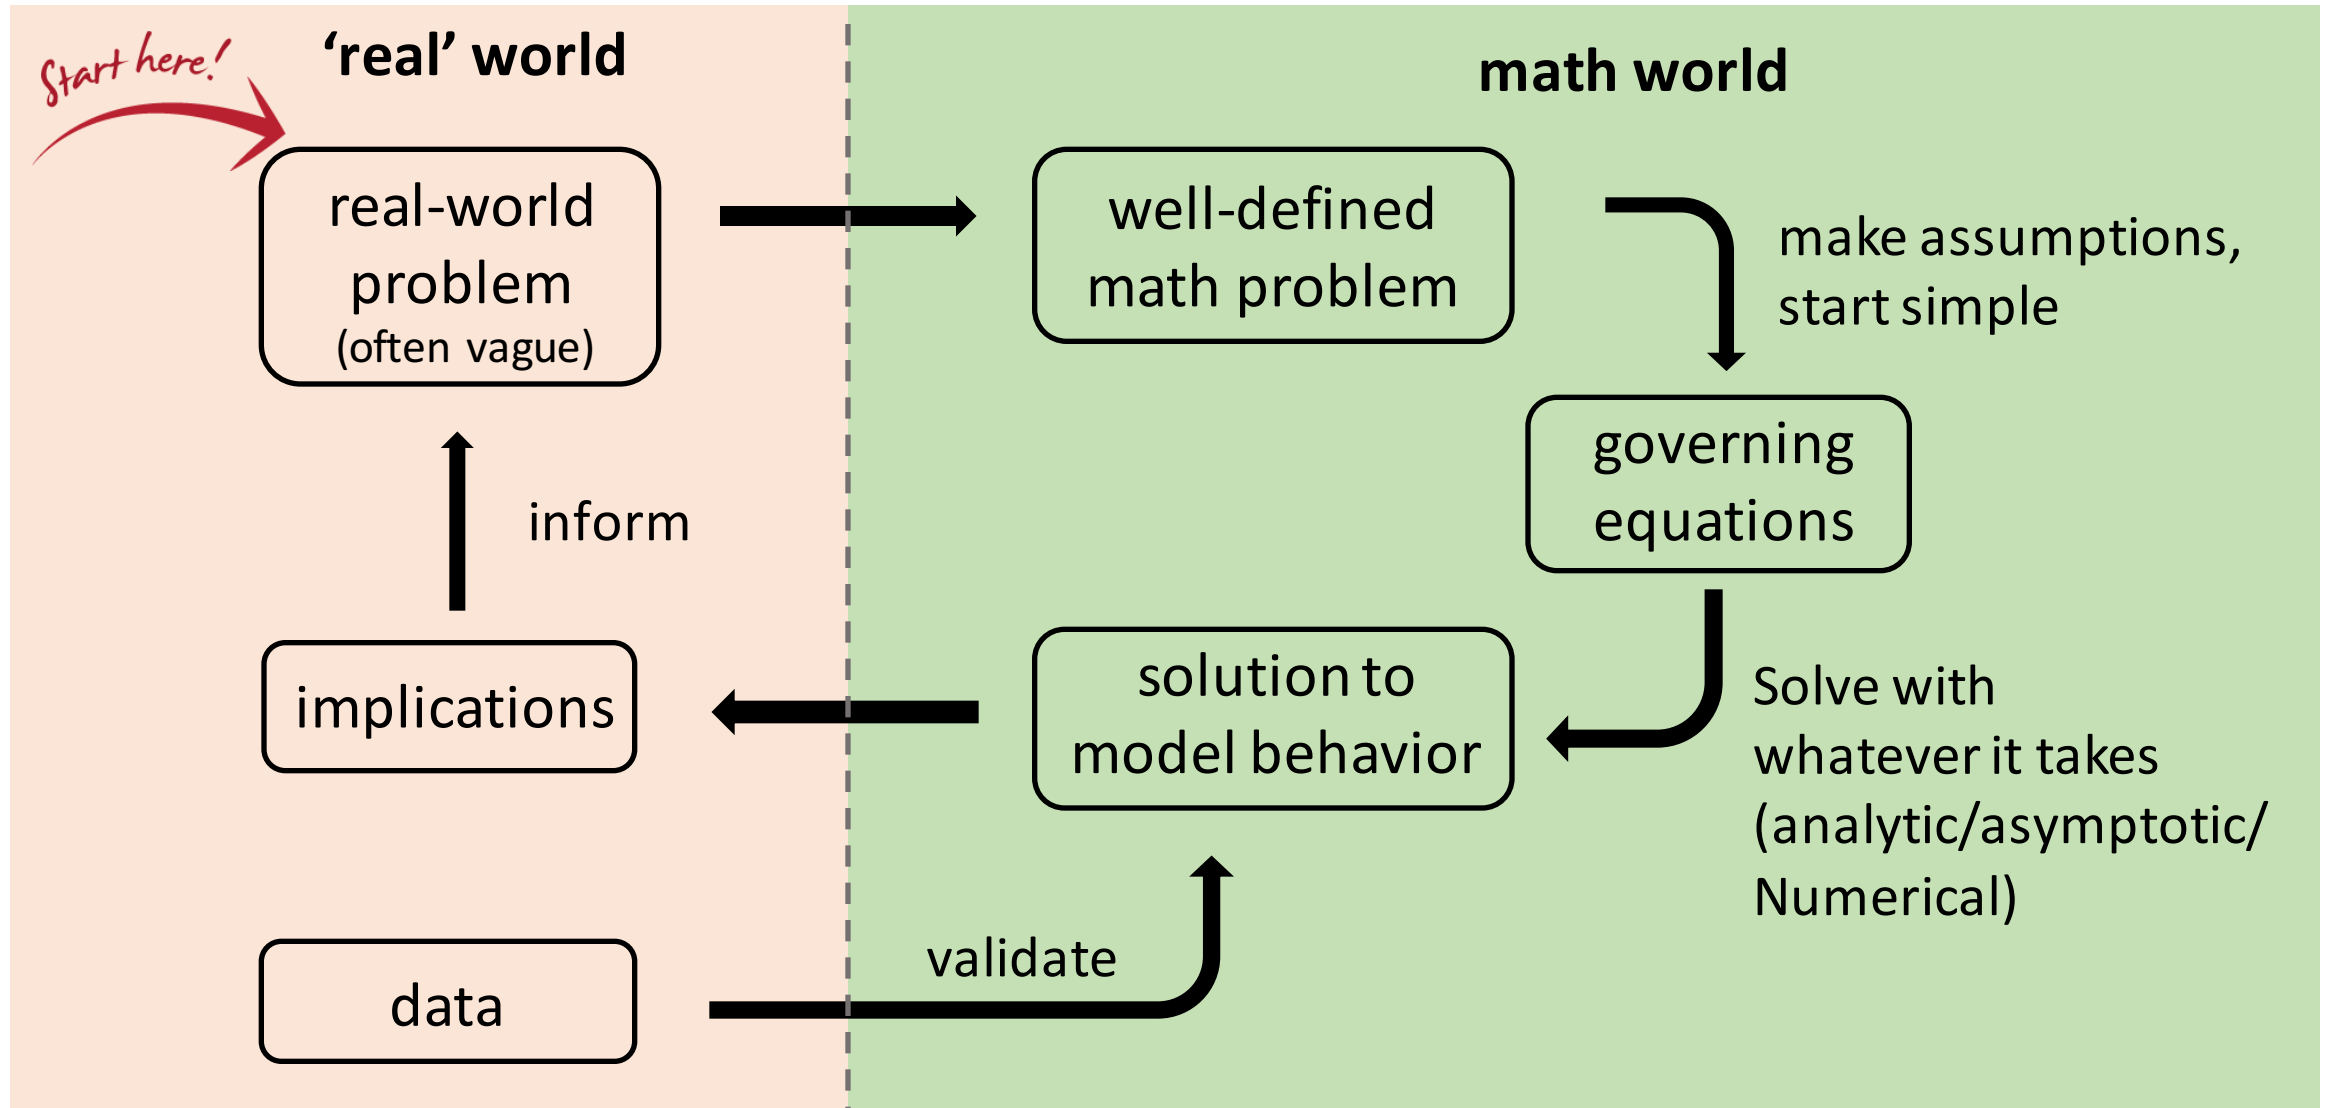 Start here!
‘real’ world
math world
real-world
problem
(often vague)
well-defined
math problem
make assumptions,
start simple
governing
equations
inform
implications
solution to
model behavior
Solve with
whatever it takes
(analytic/asymptotic/
Numerical)
data
validate